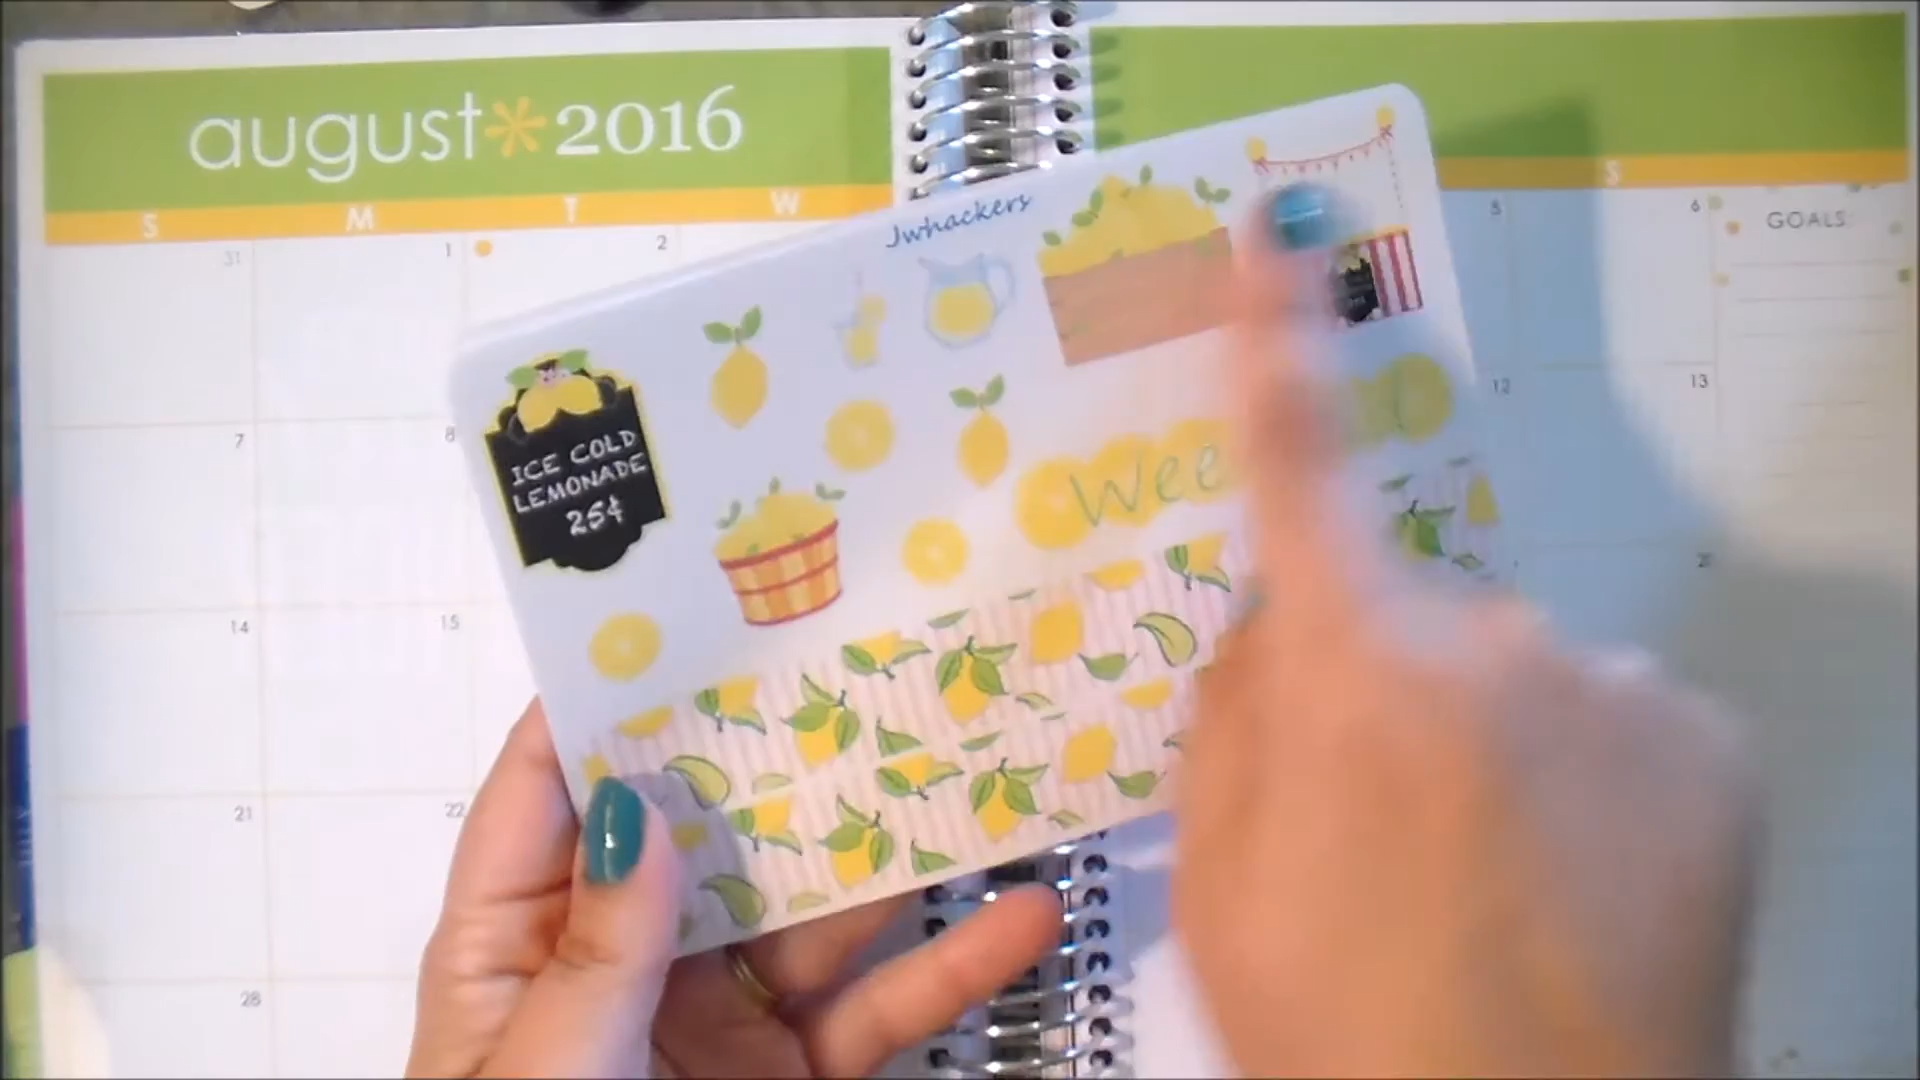 august*2016
S M T W S
31 1 2 5 6
GOALS:
Jwhackers
7 8 12 13
ICE COLD
LEMONADE
25¢
Wee
14 15
21 22
28